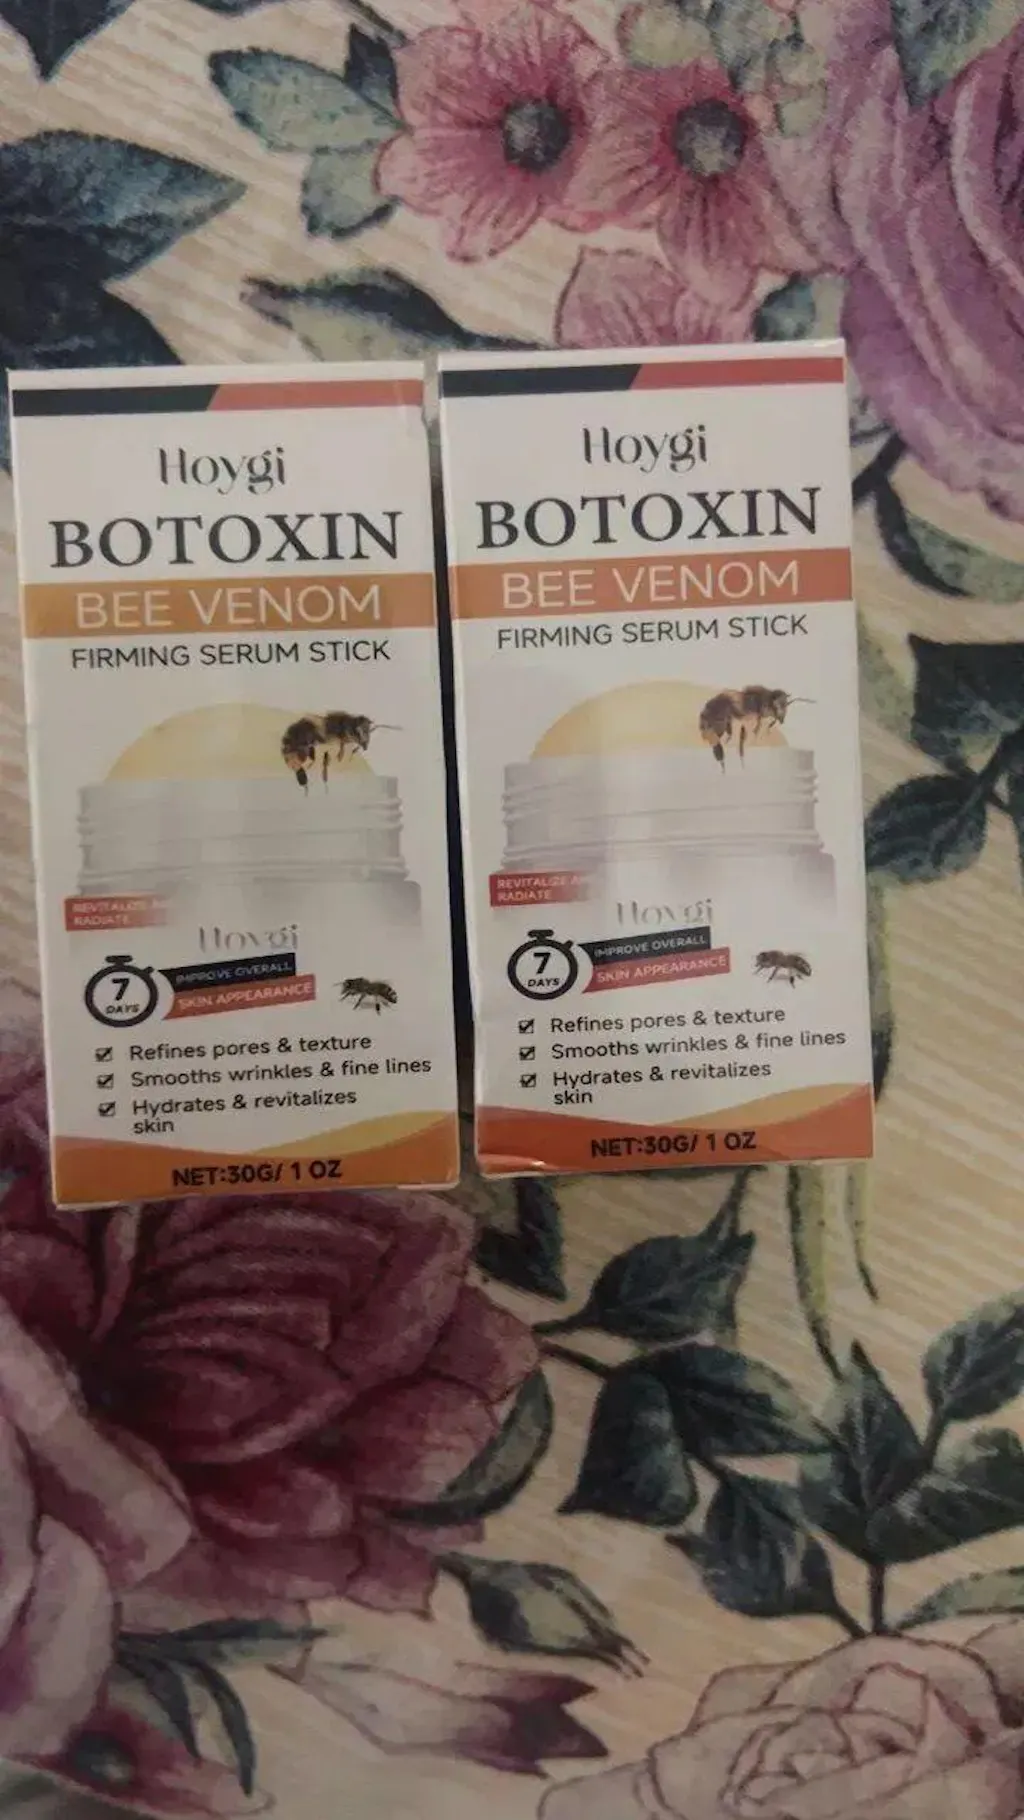 Hoygi
BOTOXIN
BEE VENOM
FIRMING SERUM STICK
REVITALIZE
RADIATE
Hoygi
7
DAYS
IMPROVE OVERALL
SKIN APPEARANCE
Refines pores & texture
Smooths wrinkles & fine lines
Hydrates & revitalizes
skin
NET:30G/ 1 OZ
Hoygi
BOTOXIN
BEE VENOM
FIRMING SERUM STICK
REVITALIZE
RADIATE
Hoygi
7
DAYS
IMPROVE OVERALL
SKIN APPEARANCE
Refines pores & texture
Smooths wrinkles & fine lines
Hydrates & revitalizes
skin
NET:30G/ 1 OZ